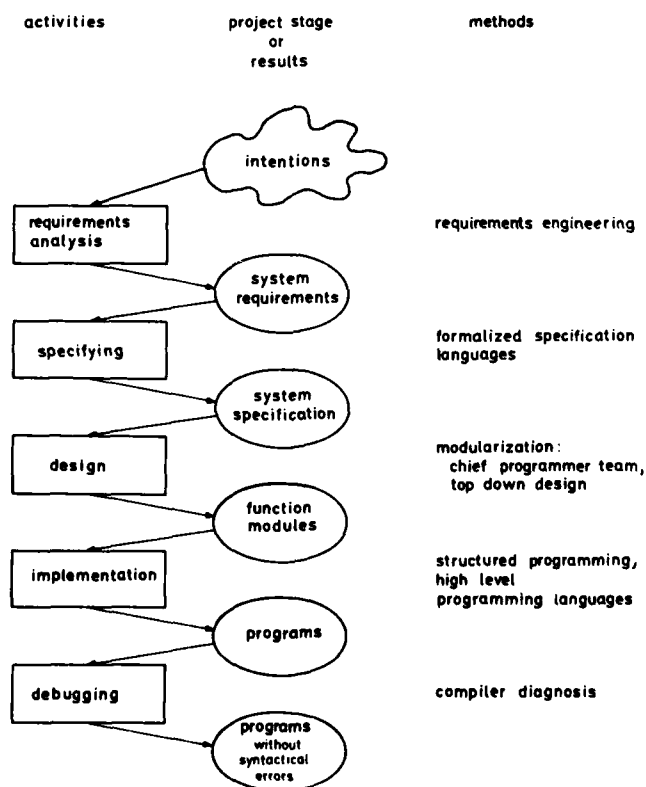 activities
project stage
or
results
methods
intentions
requirements
analysis
requirements engineering
system
requirements
specifying
formalized specification
languages
system
specification
design
modularization:
chief programmer team,
top down design
function
modules
implementation
structured programming,
high level
programming languages
programs
debugging
compiler diagnosis
programs
without
syntactical
errors